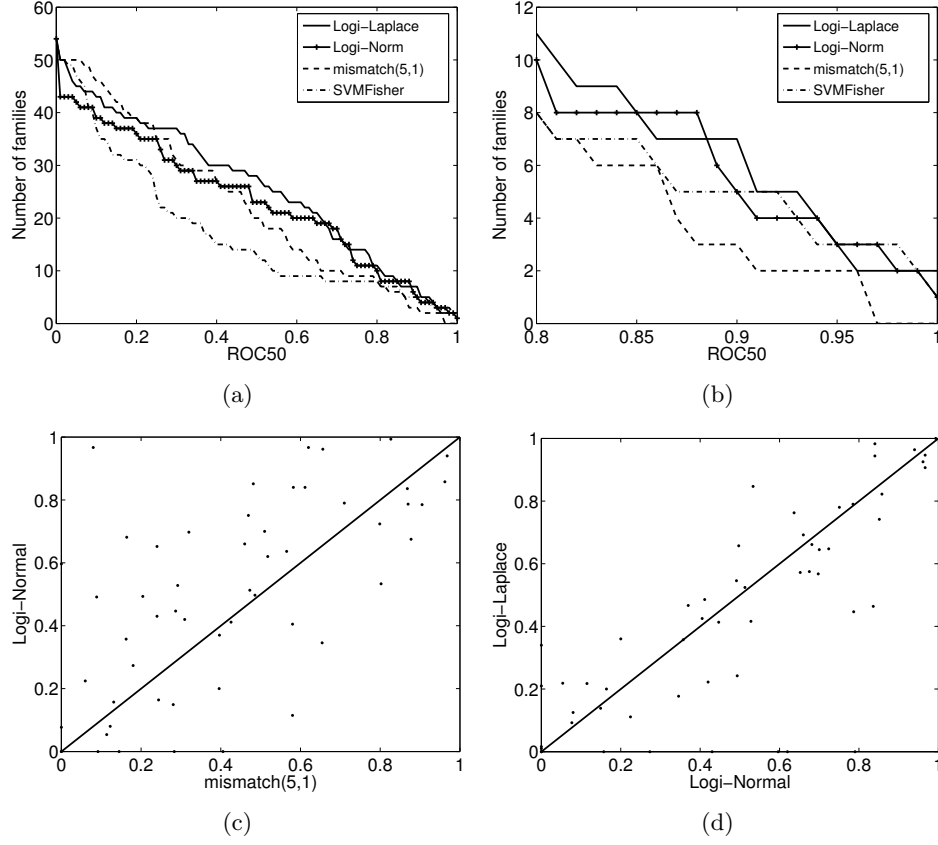 60
50
40
30
20
10
0
Number of families
0
0.2
0.4
0.6
0.8
1
ROC50
Logi−Laplace
Logi−Norm
mismatch(5,1)
SVMFisher
(a)
12
10
8
6
4
2
0
Number of families
0.8
0.85
0.9
0.95
1
ROC50
Logi−Laplace
Logi−Norm
mismatch(5,1)
SVMFisher
(b)
1
0.8
0.6
0.4
0.2
0
Logi−Normal
0
0.2
0.4
0.6
0.8
1
mismatch(5,1)
(c)
1
0.8
0.6
0.4
0.2
0
Logi−Laplace
0
0.2
0.4
0.6
0.8
1
Logi−Normal
(d)